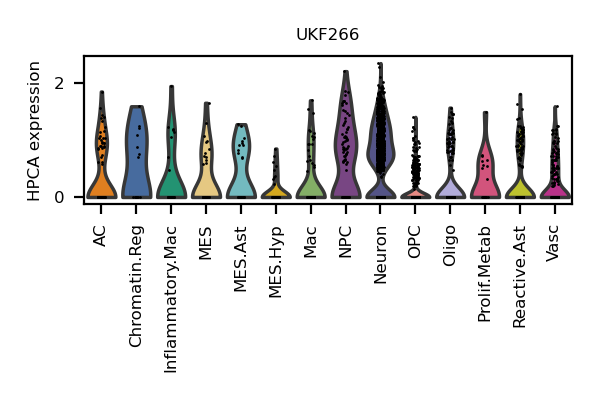 UKF266
HPCA expression
2
0
AC
Chromatin.Reg
Inflammatory.Mac
MES
MES.Ast
MES.Hyp
Mac
NPC
Neuron
OPC
Oligo
Prolif.Metab
Reactive.Ast
Vasc